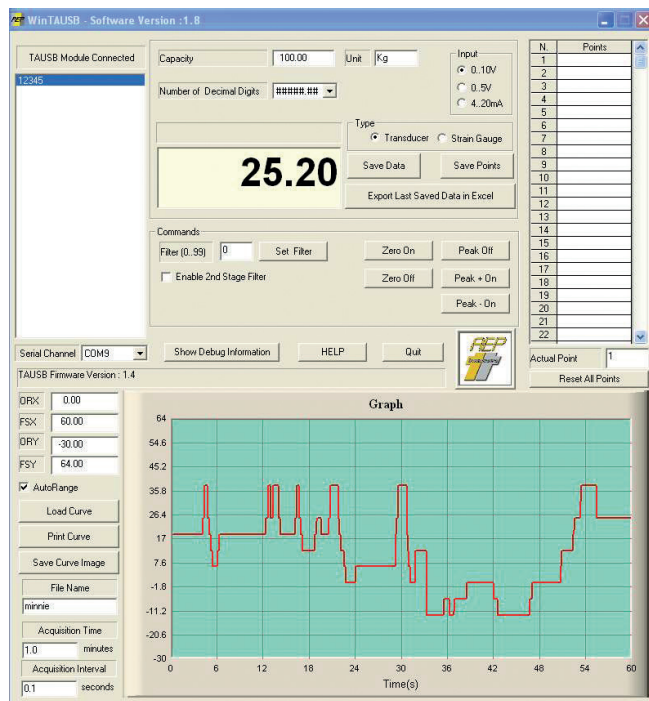 WinTAUSB - Software Version :1.8
TAUSB Module Connected
12345
Capacity
100.00
Unit
Kg
Number of Decimal Digits
#####.##
Input
0..10V
0..5V
4..20mA
Type
Transducer
Strain Gauge
25.20
Save Data
Save Points
Export Last Saved Data in Excel
Commands
Filter (0..99)
0
Set Filter
Enable 2nd Stage Filter
Zero On
Peak Off
Zero Off
Peak + On
Peak - On
N.
Points
1
2
3
4
5
6
7
8
9
10
11
12
13
14
15
16
17
18
19
20
21
22
Serial Channel
COM9
Show Debug Information
HELP
Quit
AEP
Actual Point
1
TAUSB Firmware Version : 1.4
Reset All Points
ORX
0.00
FSX
60.00
ORY
-30.00
FSY
64.00
AutoRange
Load Curve
Print Curve
Save Curve Image
File Name
minnie
Acquisition Time
1.0
minutes
Acquisition Interval
0.1
seconds
Graph
64
54.6
45.2
35.8
26.4
17
7.6
-1.8
-11.2
-20.6
-30
0
6
12
18
24
30
36
42
48
54
60
Time(s)